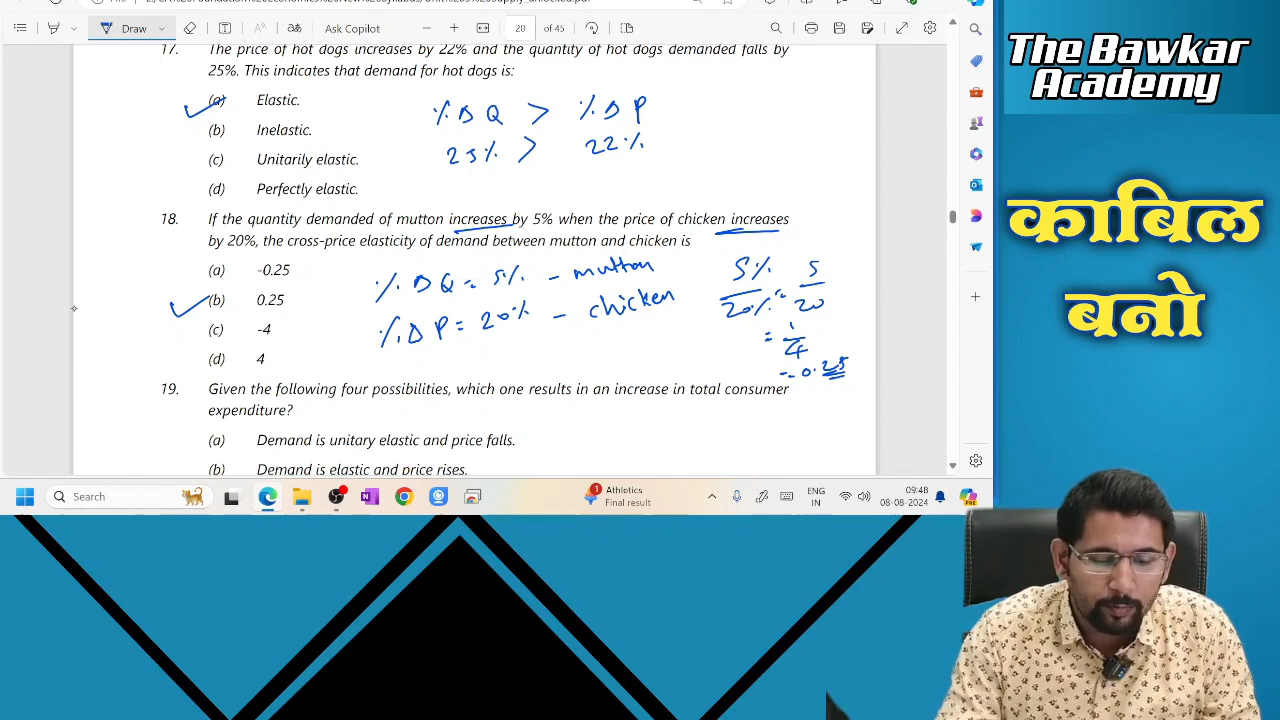 Draw
Ask Copilot
20
of 45
The Bawkar
Academy
17. The price of hot dogs increases by 22% and the quantity of hot dogs demanded falls by
25%. This indicates that demand for hot dogs is:
(a) Elastic.
% Δ Q > % Δ P
(b) Inelastic.
25% > 22%
(c) Unitarily elastic.
(d) Perfectly elastic.
काबिल
बनो
18. If the quantity demanded of mutton increases by 5% when the price of chicken increases
by 20%, the cross-price elasticity of demand between mutton and chicken is
(a) -0.25
% Δ Q = 5% - mutton
5% / 20% = 5 / 20
(b) 0.25
% Δ P = 20% - chicken
(c) -4
= 1/4
(d) 4
= 0.25
19. Given the following four possibilities, which one results in an increase in total consumer
expenditure?
(a) Demand is unitary elastic and price falls.
(b) Demand is elastic and price rises.
Search
1
Athletics
Final result
ENG
IN
09:48
08-08-2024